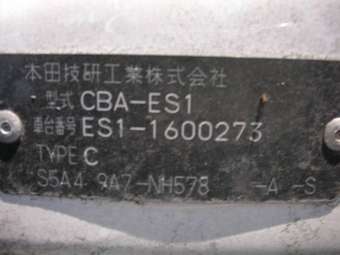 本田技研工業株式会社
型式 CBA-ES1
車台番号 ES1-1600273
TYPE C
S5A4 9A7-NH578 -A -S